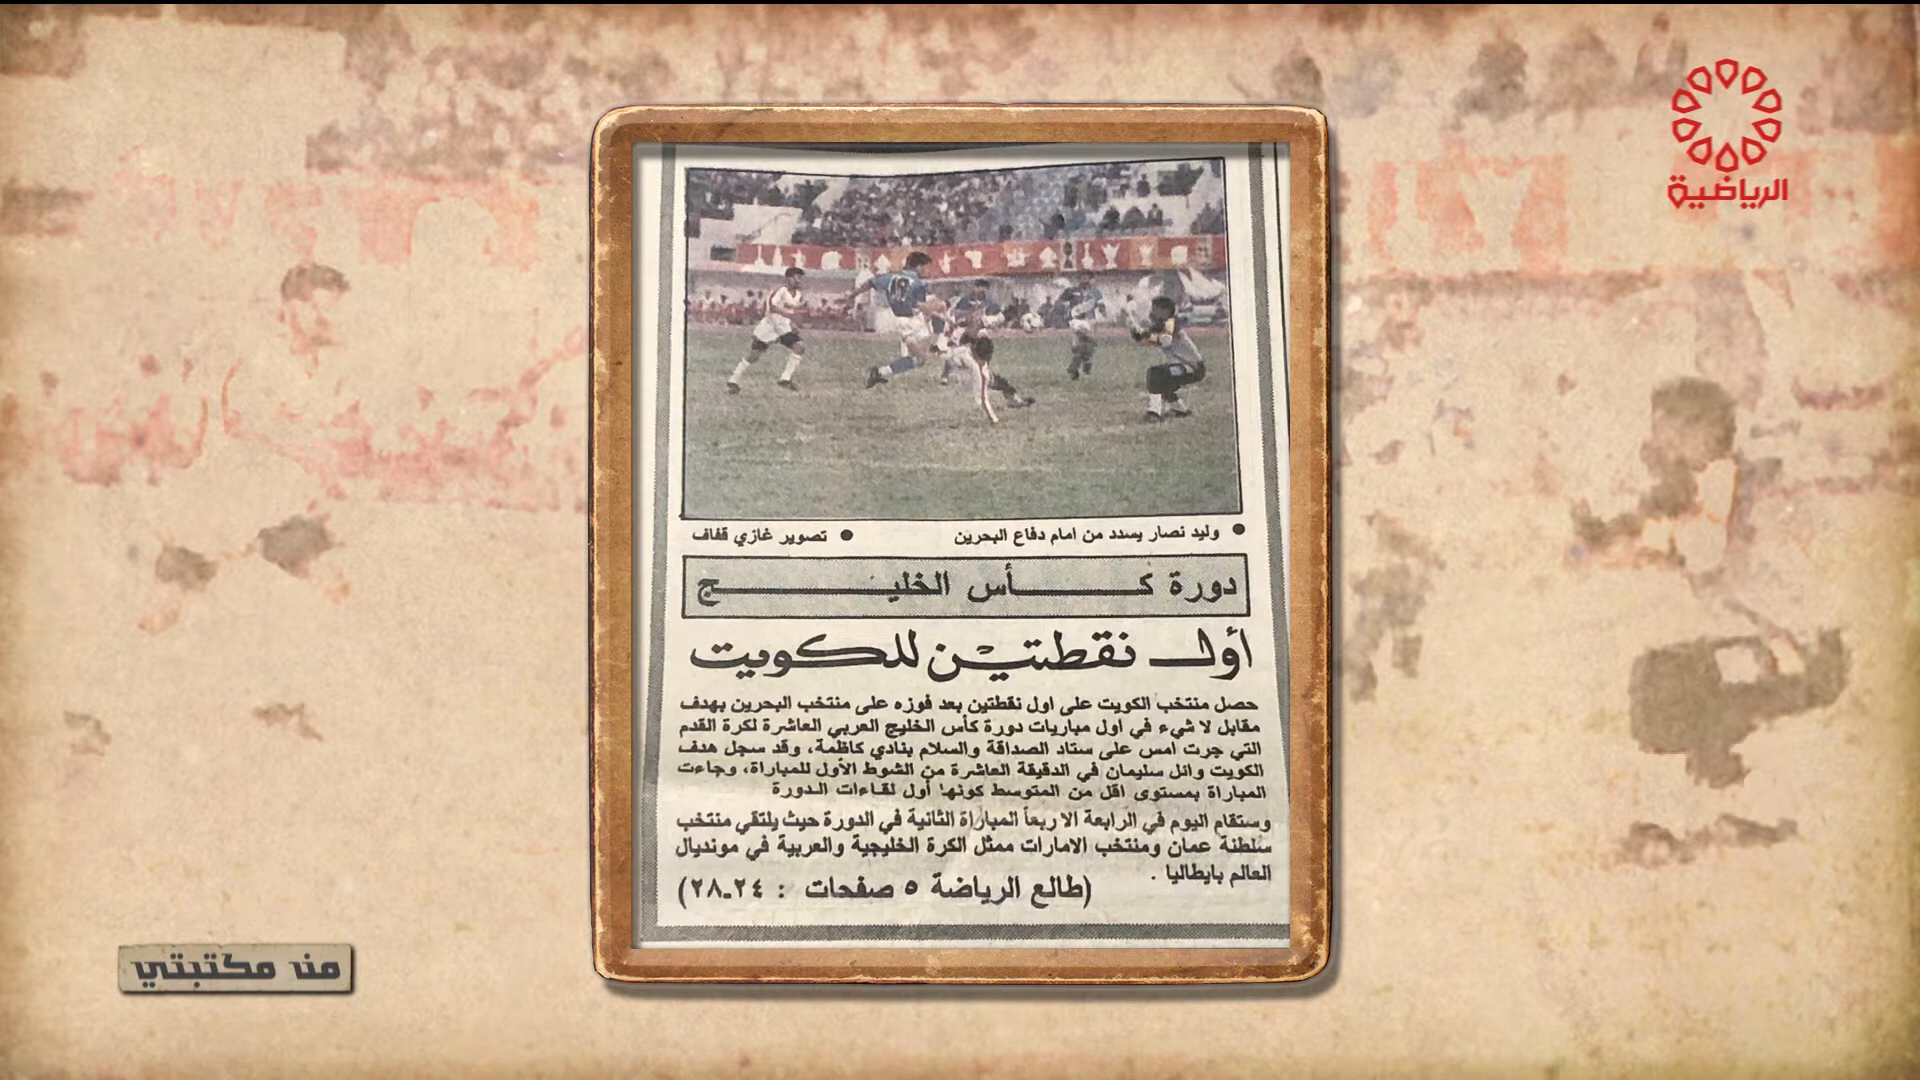 الرياضية
● وليد نصار يسدد من امام دفاع البحرين ● تصوير غازي قفاف
دورة كـــأس الخليـــج
أول نقطتين للكويت
حصل منتخب الكويت على اول نقطتين بعد فوزه على منتخب البحرين بهدف
مقابل لا شيء في اول مباريات دورة كأس الخليج العربي العاشرة لكرة القدم
التي جرت امس على ستاد الصداقة والسلام بنادي كاظمة، وقد سجل هدف
الكويت وائل سليمان في الدقيقة العاشرة من الشوط الأول للمباراة، وجاءت
المباراة بمستوى اقل من المتوسط كونها أول لقاءات الدورة
وستقام اليوم في الرابعة الا ربعاً المباراة الثانية في الدورة حيث يلتقي منتخب
سلطنة عمان ومنتخب الامارات ممثل الكرة الخليجية والعربية في مونديال
العالم بايطاليا .
(طالع الرياضة ٥ صفحات : ٢٤ـ٢٨)
من مكتبتي